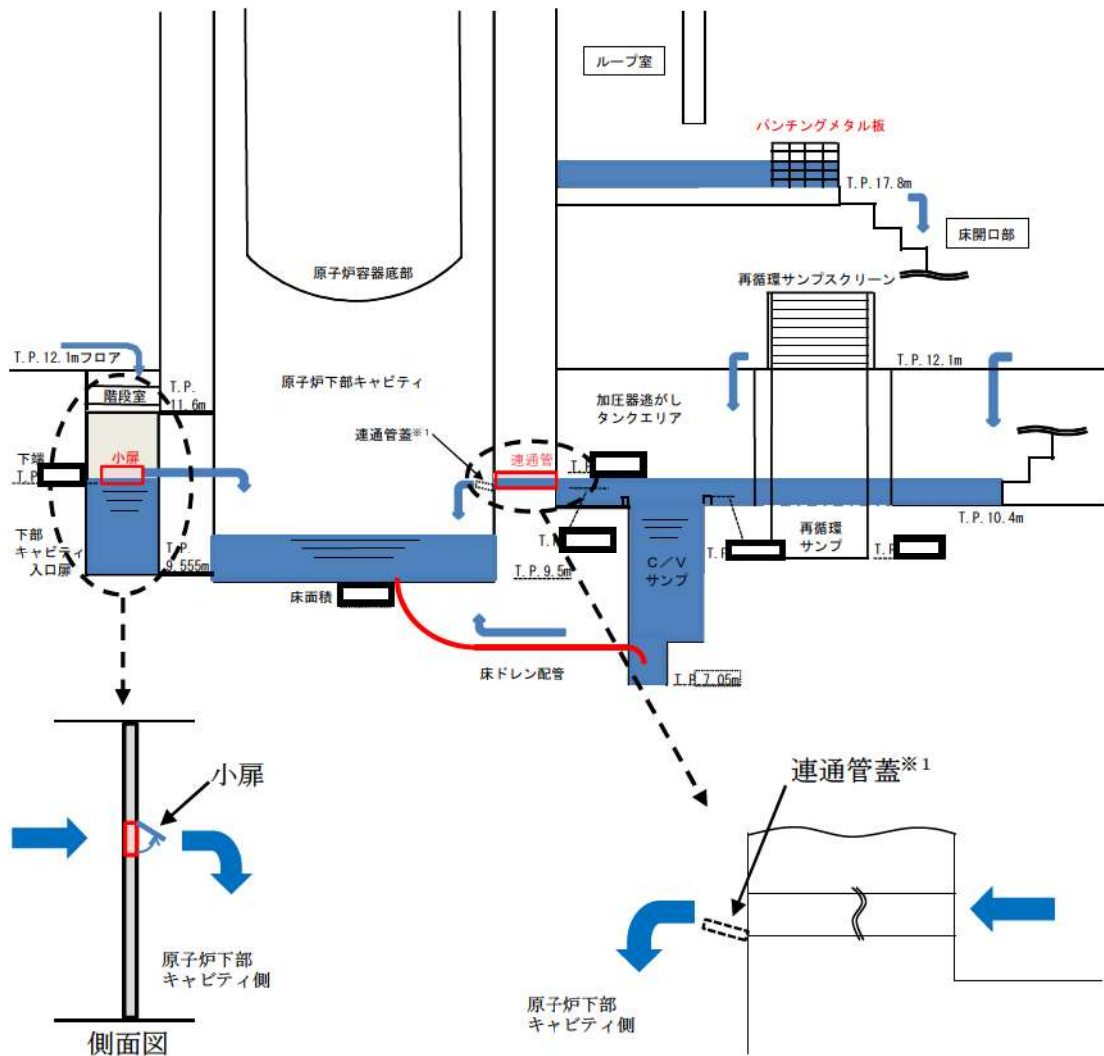 ループ室
パンチングメタル板
T.P.17.8m
床開口部
原子炉容器底部
再循環サンプスクリーン
T.P.12.1mフロア
T.P.12.1m
階段室
T.P.
11.6m
原子炉下部キャビティ
加圧器逃がし
タンクエリア
連通管蓋※1
下端
T.P
小扉
連通管
T.P
下部
キャビティ
入口扉
T.P.
9.555m
T.P
T.P.9.5m
C/V
サンプ
T.P
再循環
サンプ
T.P
T.P.10.4m
床面積
床ドレン配管
T.P.7.05m
小扉
連通管蓋※1
原子炉下部
キャビティ側
側面図
原子炉下部
キャビティ側